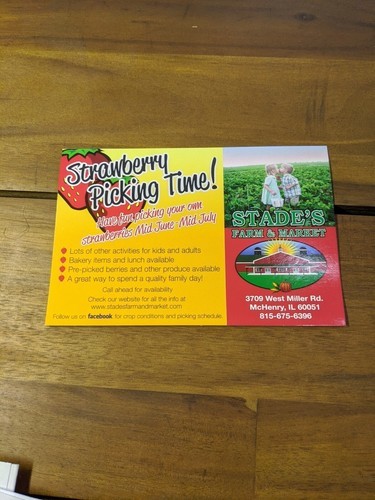 Strawberry
Picking Time!
Have fun picking your own
strawberries Mid June-Mid July
Lots of other activities for kids and adults
Bakery items and lunch available
Pre-picked berries and other produce available
A great way to spend a quality family day!
Call ahead for availability
Check our website for all the info at
www.stadesfarmandmarket.com
Follow us on facebook for crop conditions and picking schedule.
STADE'S
FARM & MARKET
3709 West Miller Rd.
McHenry, IL 60051
815-675-6396